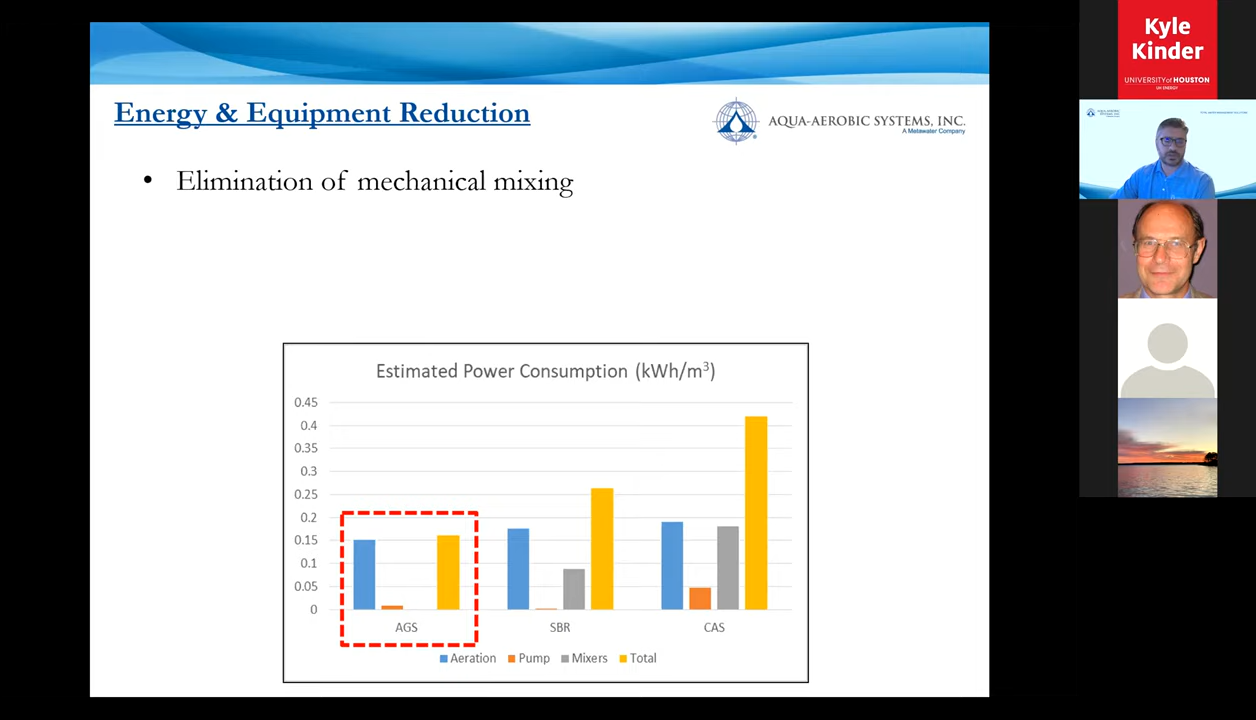 Energy & Equipment Reduction
AQUA-AEROBIC SYSTEMS, INC.
A Metawater Company
• Elimination of mechanical mixing
Estimated Power Consumption (kWh/m³)
0.45
0.4
0.35
0.3
0.25
0.2
0.15
0.1
0.05
0
AGS
SBR
CAS
Aeration
Pump
Mixers
Total
Kyle
Kinder
UNIVERSITY of HOUSTON
UH ENERGY